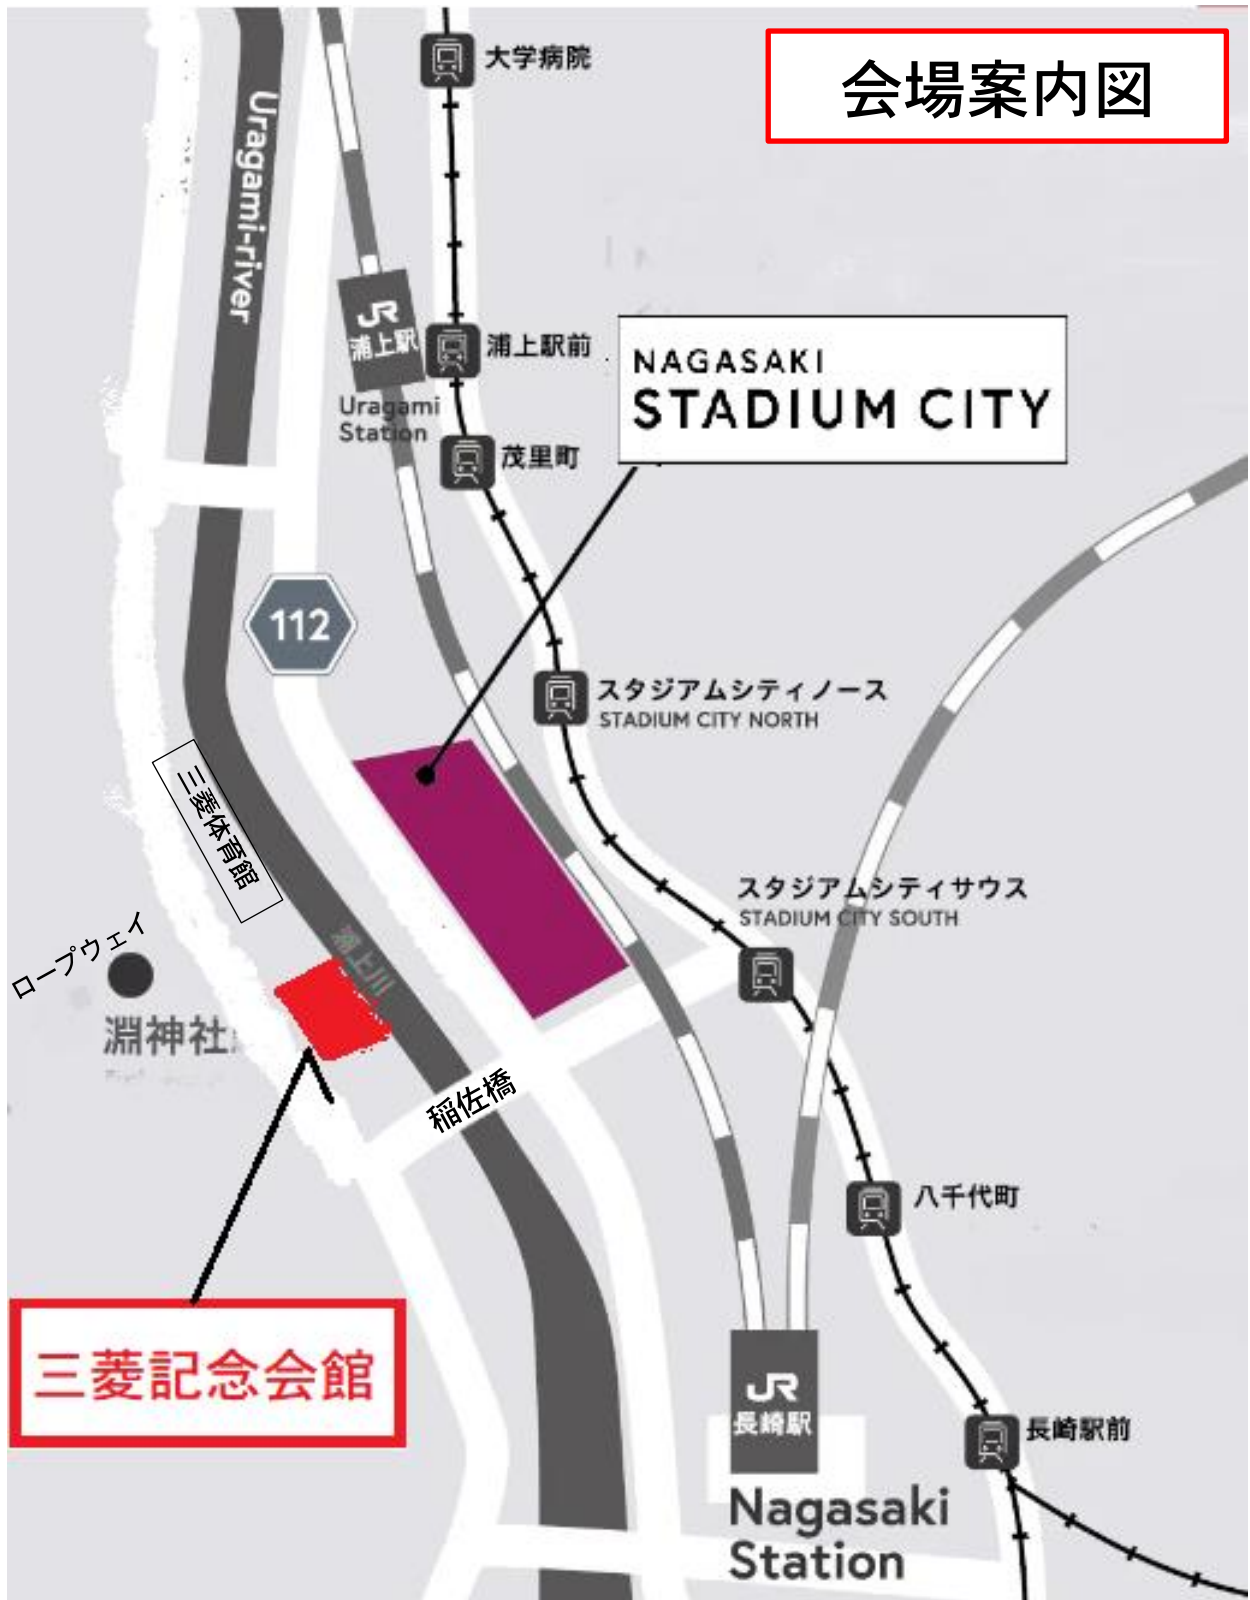 会場案内図
大学病院
Uragami-river
JR
浦上駅
浦上駅前
Uragami
Station
茂里町
NAGASAKI
STADIUM CITY
112
スタジアムシティノース
STADIUM CITY NORTH
三菱体育館
スタジアムシティサウス
STADIUM CITY SOUTH
ロープウェイ
浦上川
淵神社
稲佐橋
八千代町
三菱記念会館
JR
長崎駅
長崎駅前
Nagasaki
Station